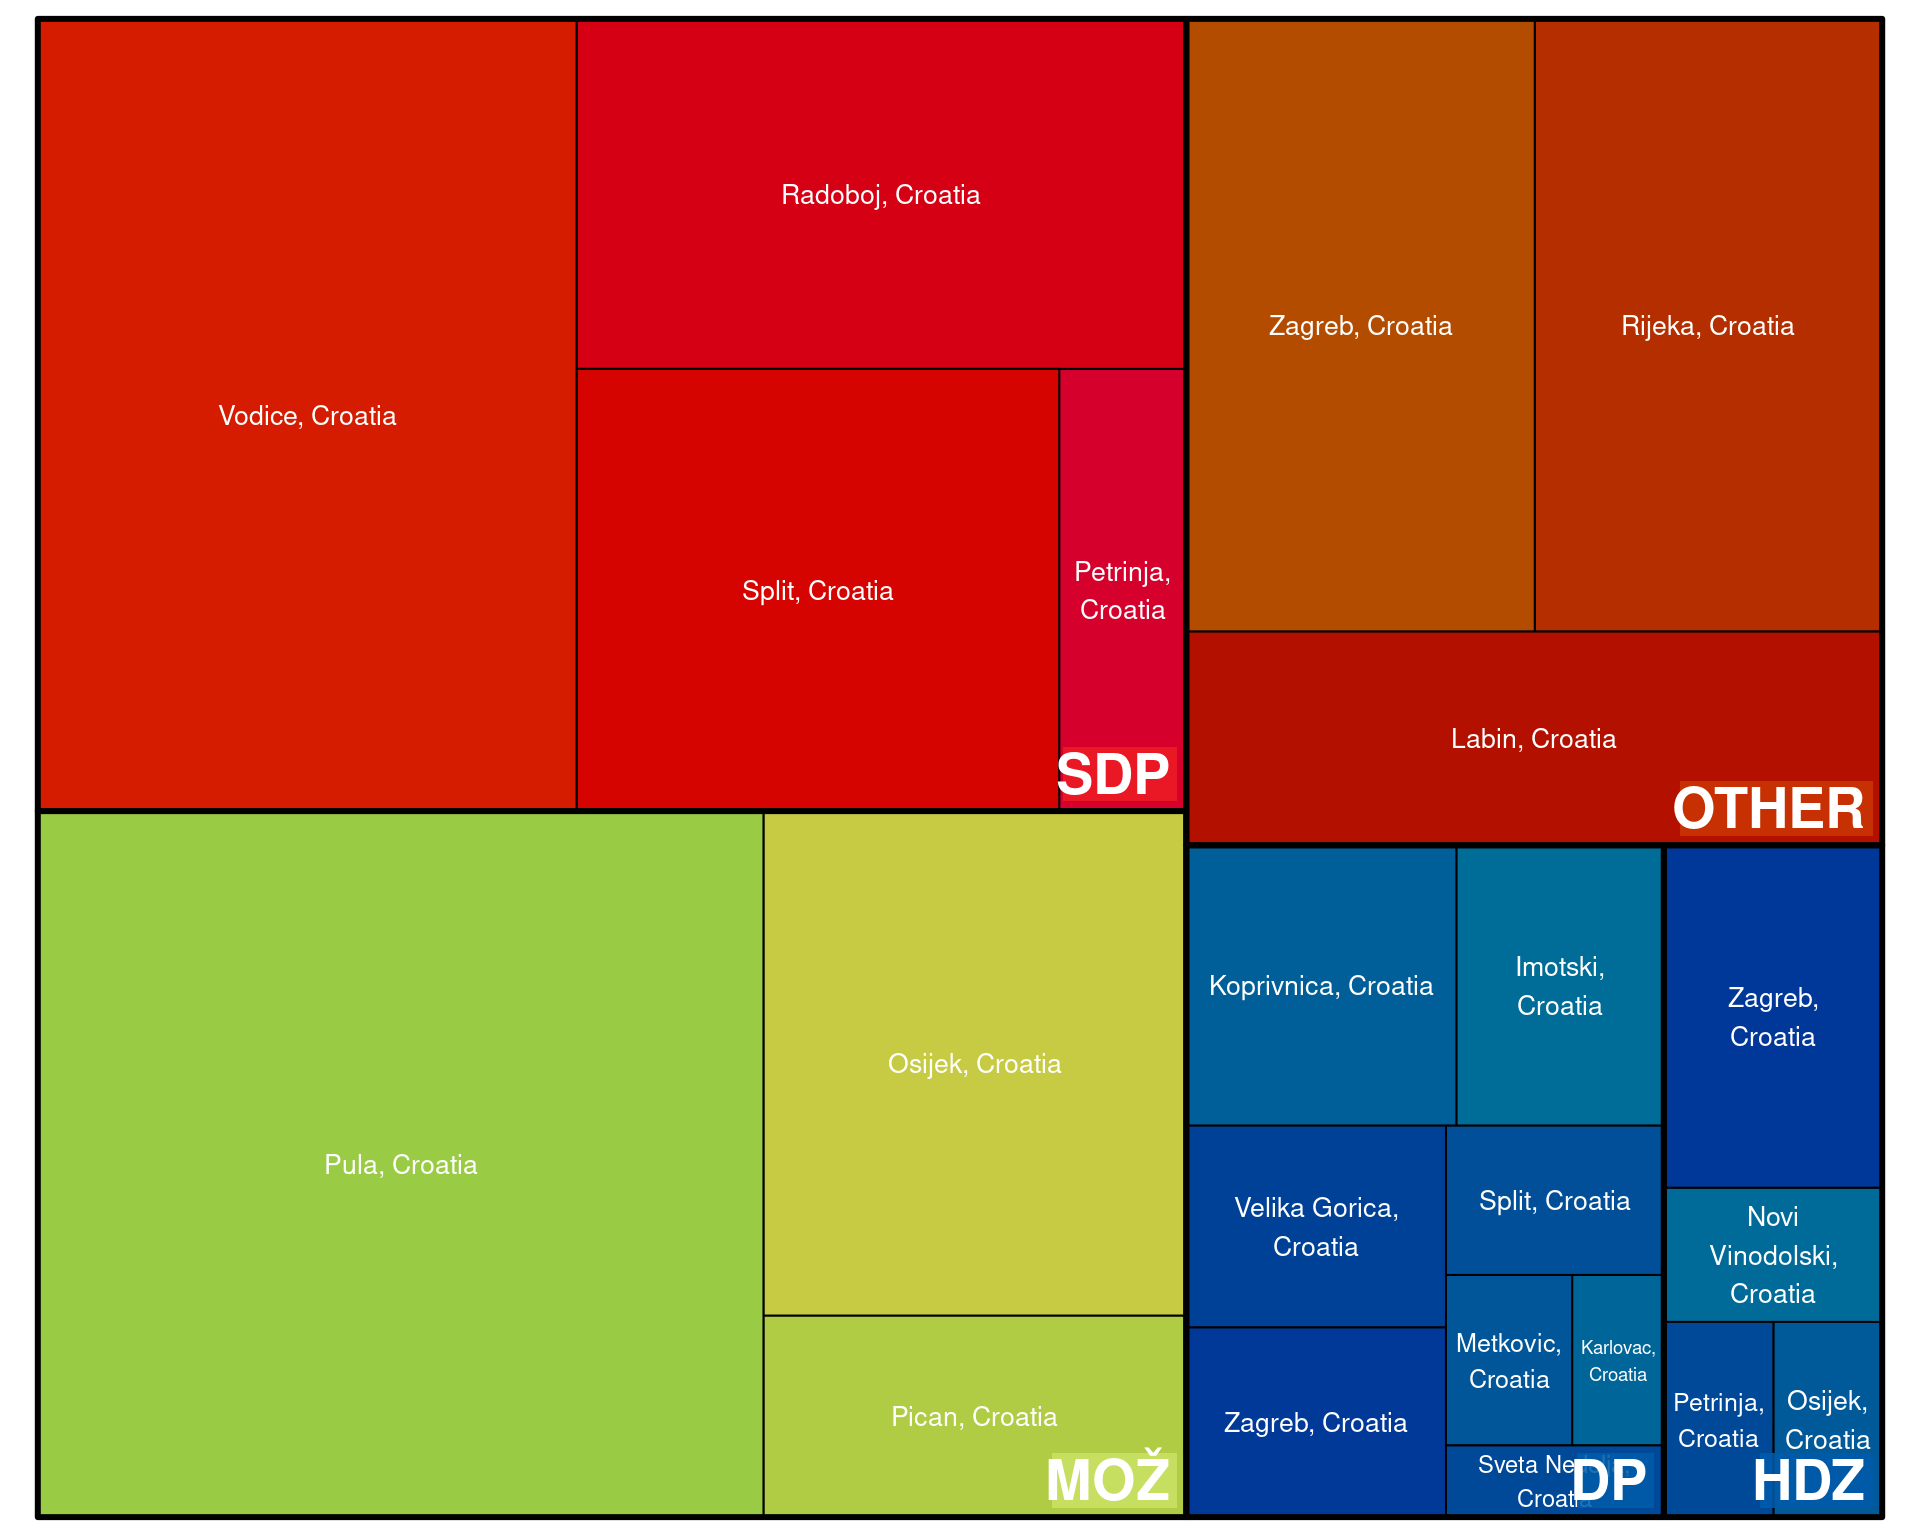 Vodice, Croatia
Radoboj, Croatia
Split, Croatia
Petrinja,
Croatia
SDP
Zagreb, Croatia
Rijeka, Croatia
Labin, Croatia
OTHER
Pula, Croatia
Osijek, Croatia
Pican, Croatia
MOŽ
Koprivnica, Croatia
Imotski,
Croatia
Velika Gorica,
Croatia
Split, Croatia
Metkovic,
Croatia
Karlovac,
Croatia
Zagreb, Croatia
Sveta
Croatia
DP
Zagreb,
Croatia
Novi
Vinodolski,
Croatia
Petrinja,
Croatia
Osijek,
Croatia
HDZ